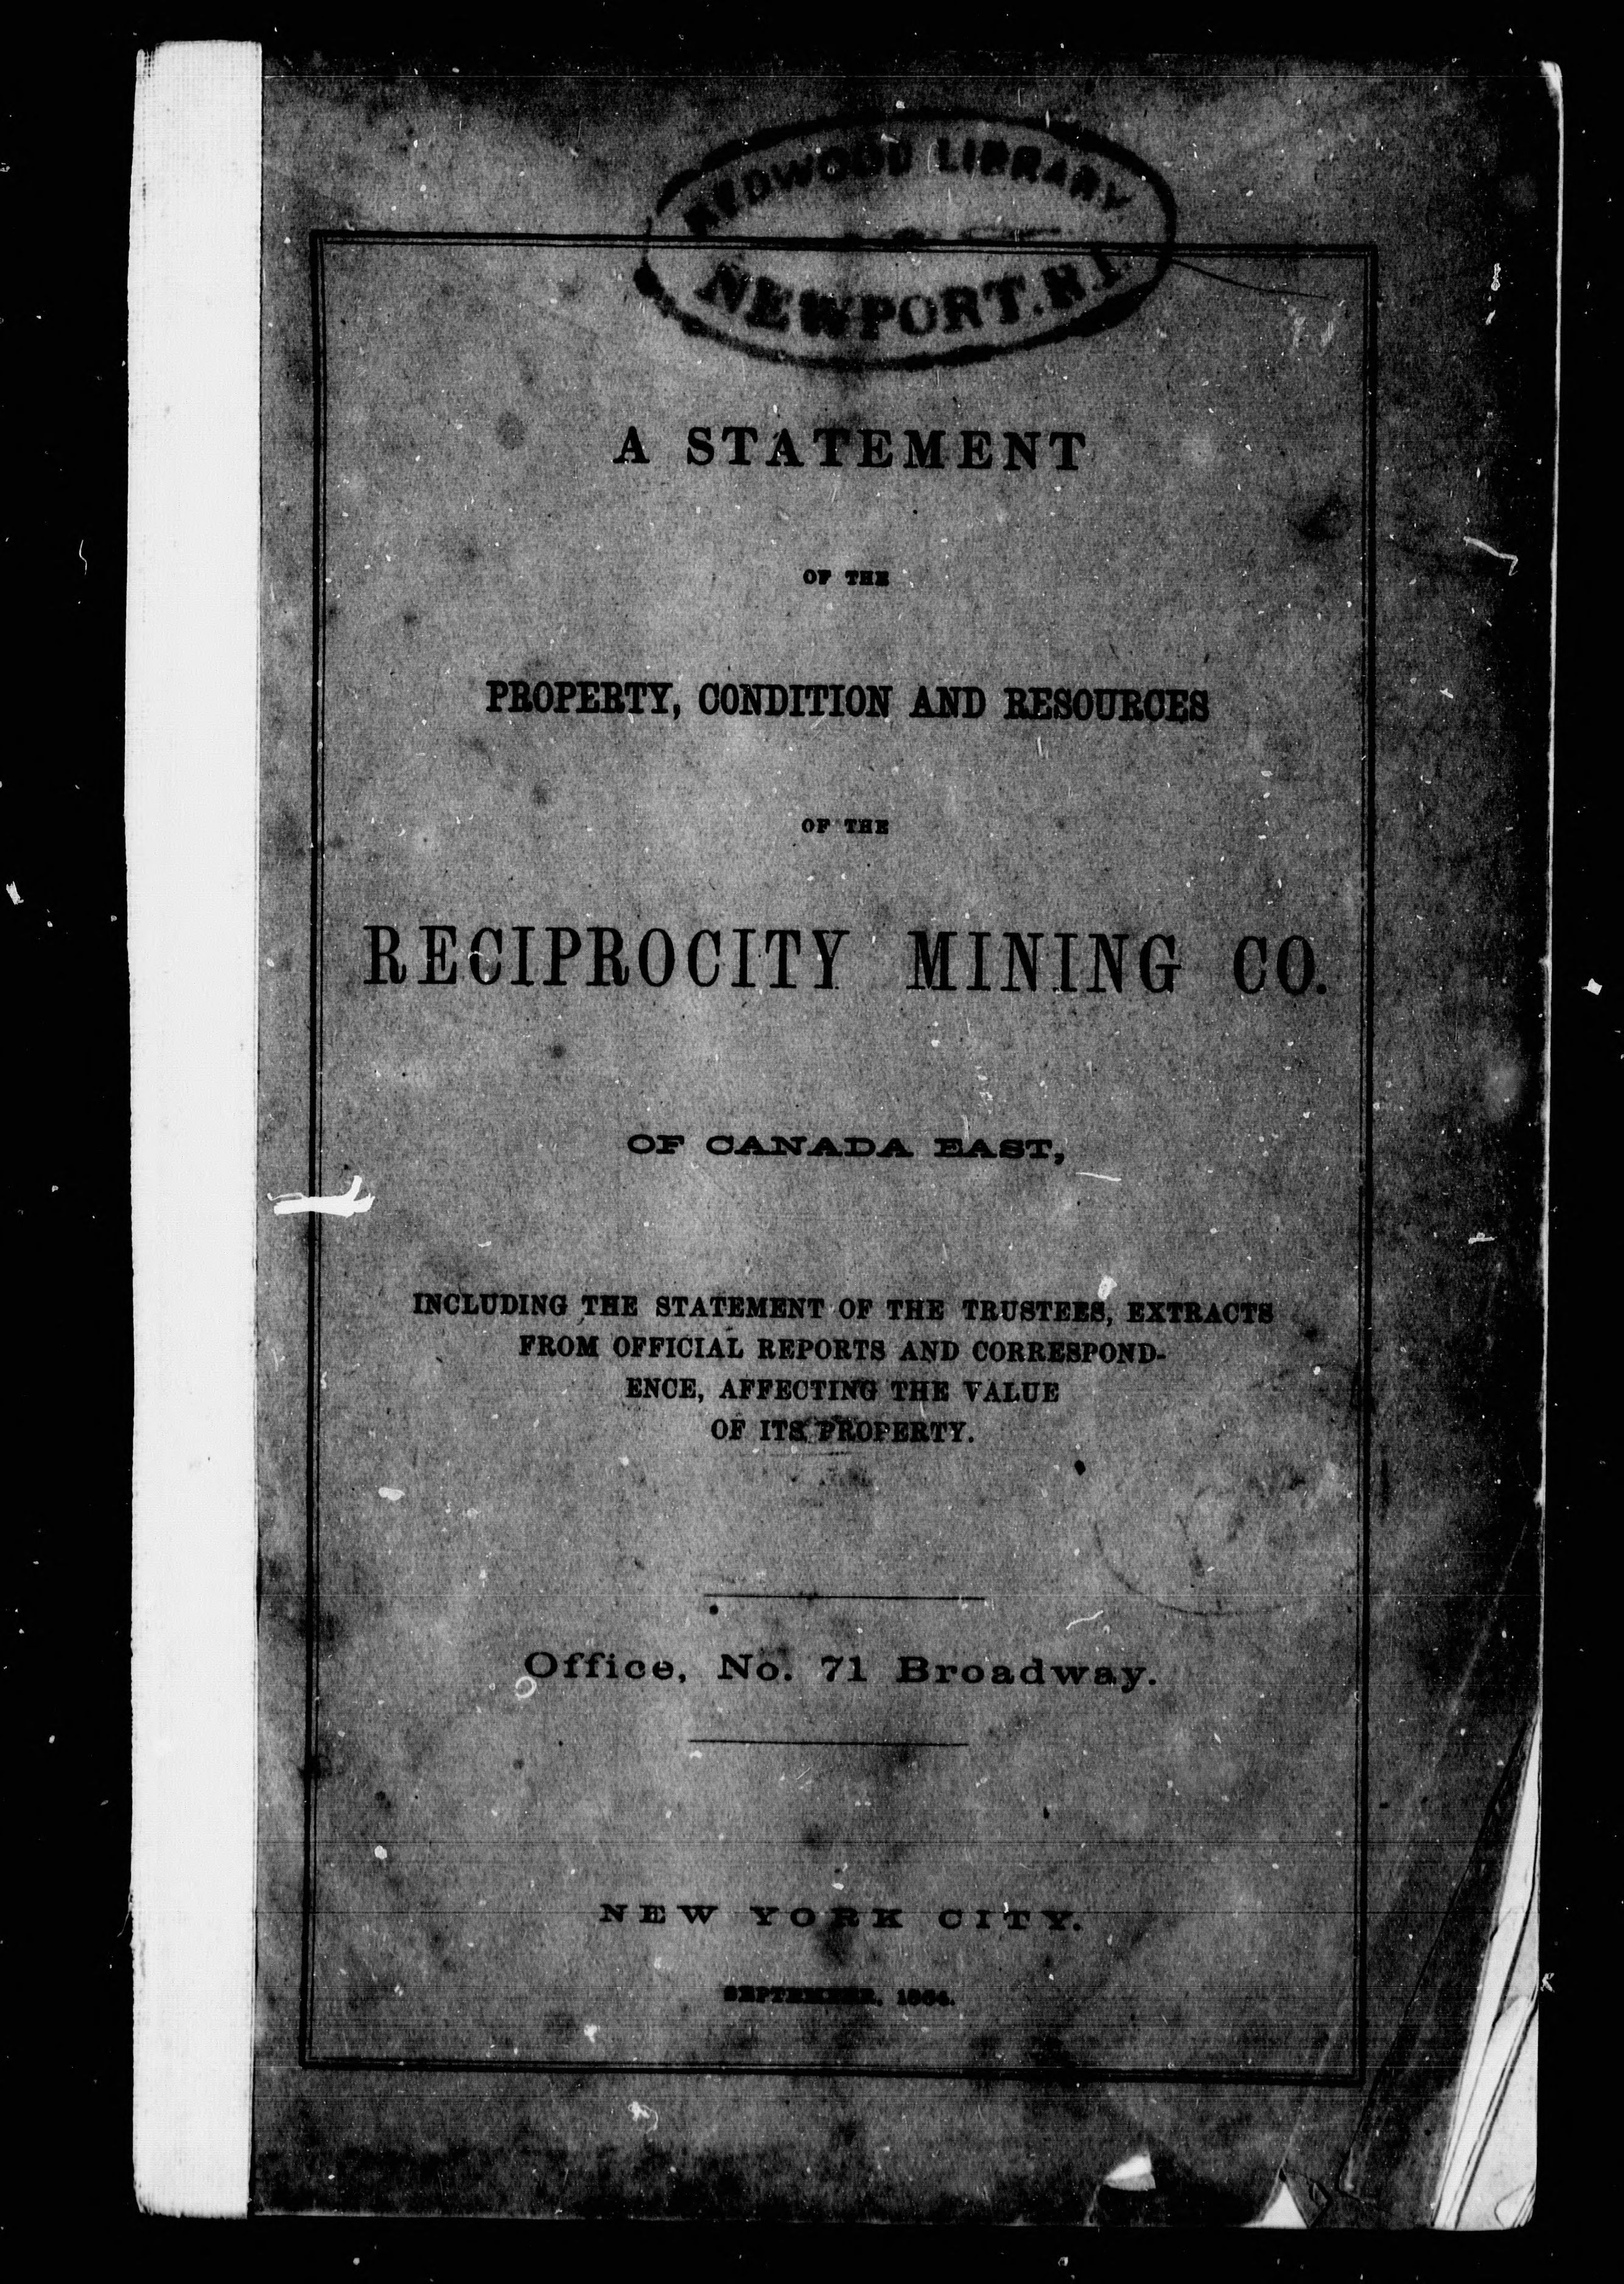 REDWOOD LIBRARY
NEWPORT. R.I.
A STATEMENT
OF THE
PROPERTY, CONDITION AND RESOURCES
OF THE
RECIPROCITY MINING CO.
OF CANADA EAST,
INCLUDING THE STATEMENT OF THE TRUSTEES, EXTRACTS
FROM OFFICIAL REPORTS AND CORRESPOND-
ENCE, AFFECTING THE VALUE
OF ITS PROPERTY.
Office, No. 71 Broadway.
NEW YORK CITY.
SEPTEMBER, 1864.